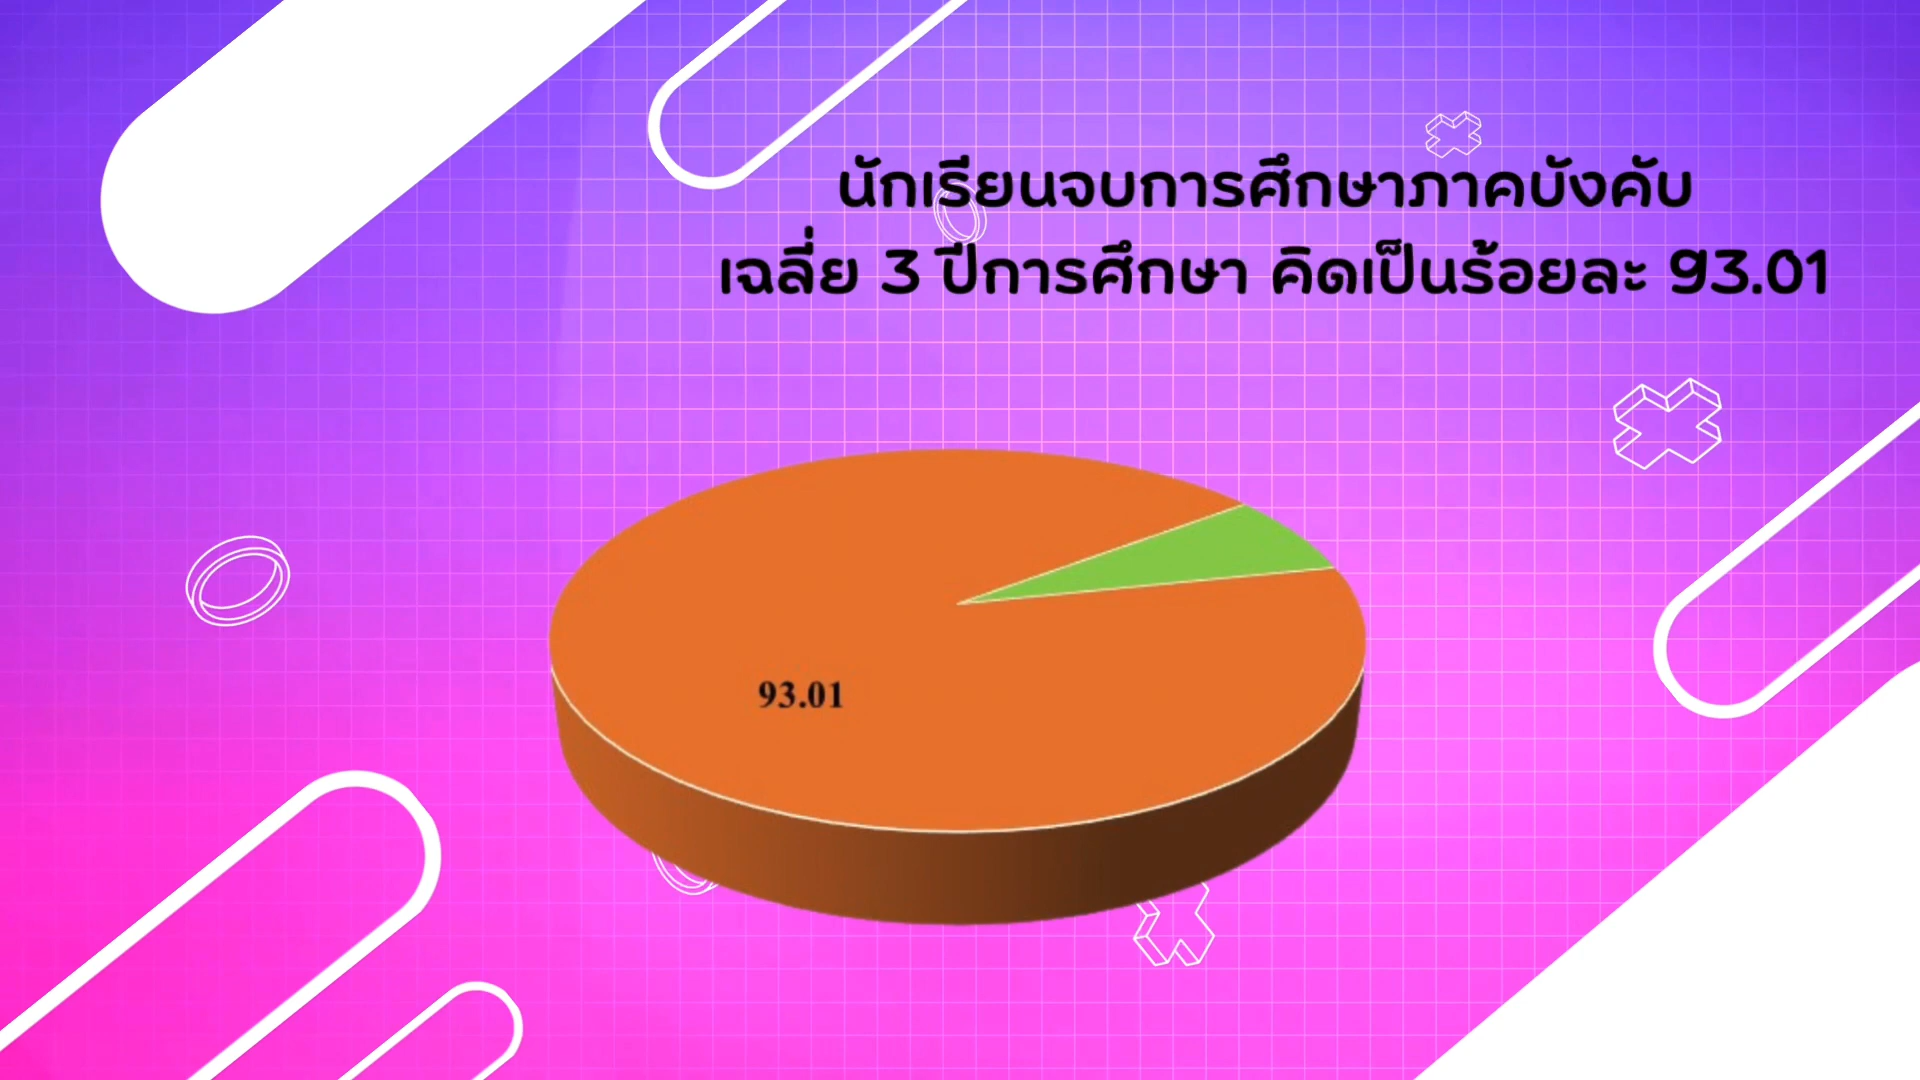 นักเรียนจบการศึกษาภาคบังคับ
เฉลี่ย 3 ปีการศึกษา คิดเป็นร้อยละ 93.01
93.01